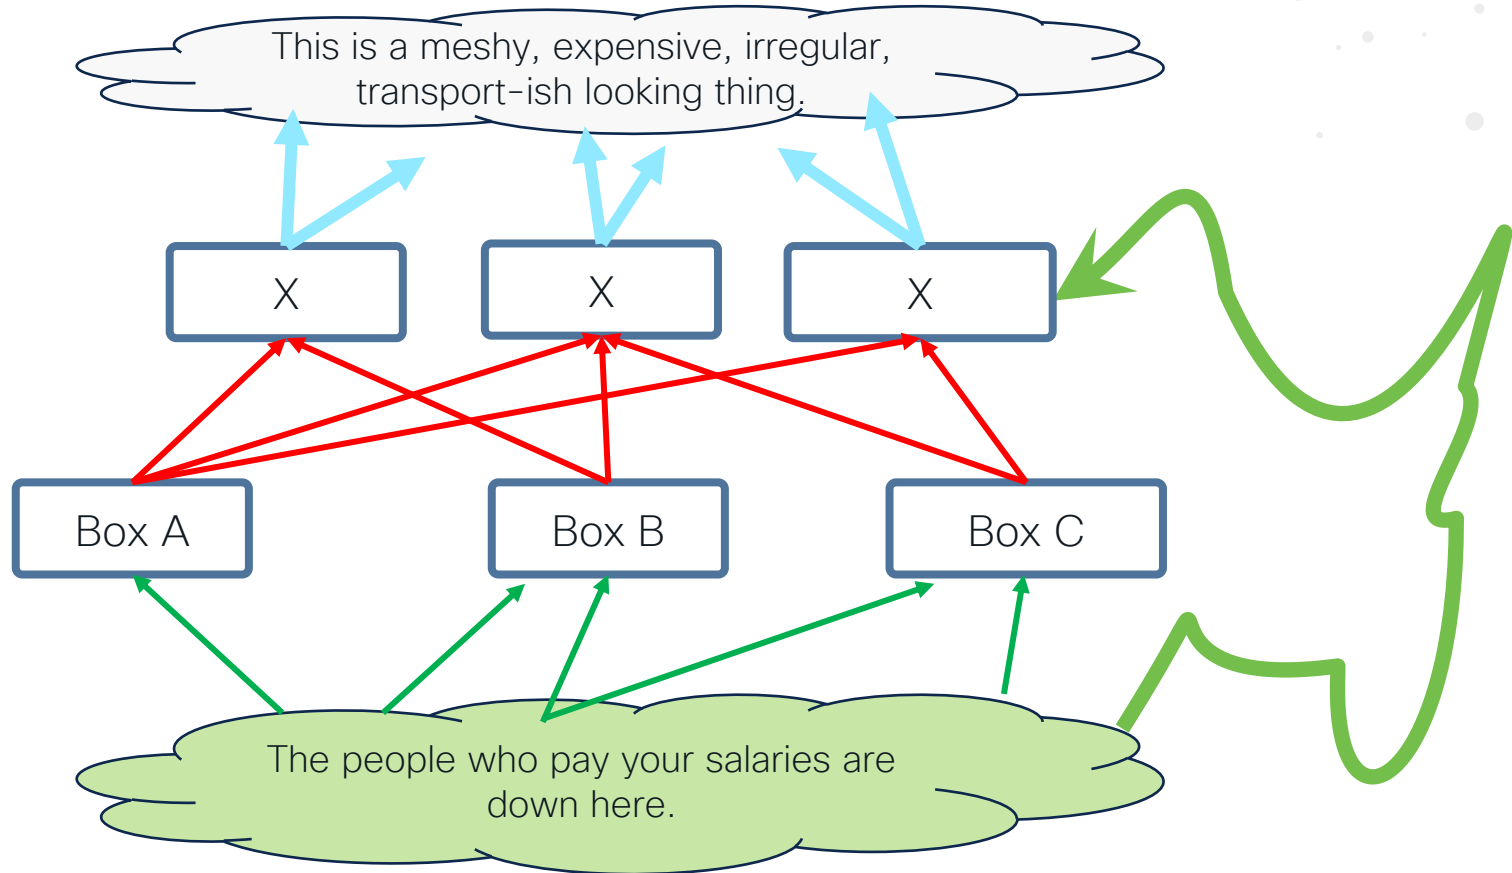 This is a meshy, expensive, irregular,
transport-ish looking thing.
X
X
X
Box A
Box B
Box C
The people who pay your salaries are
down here.